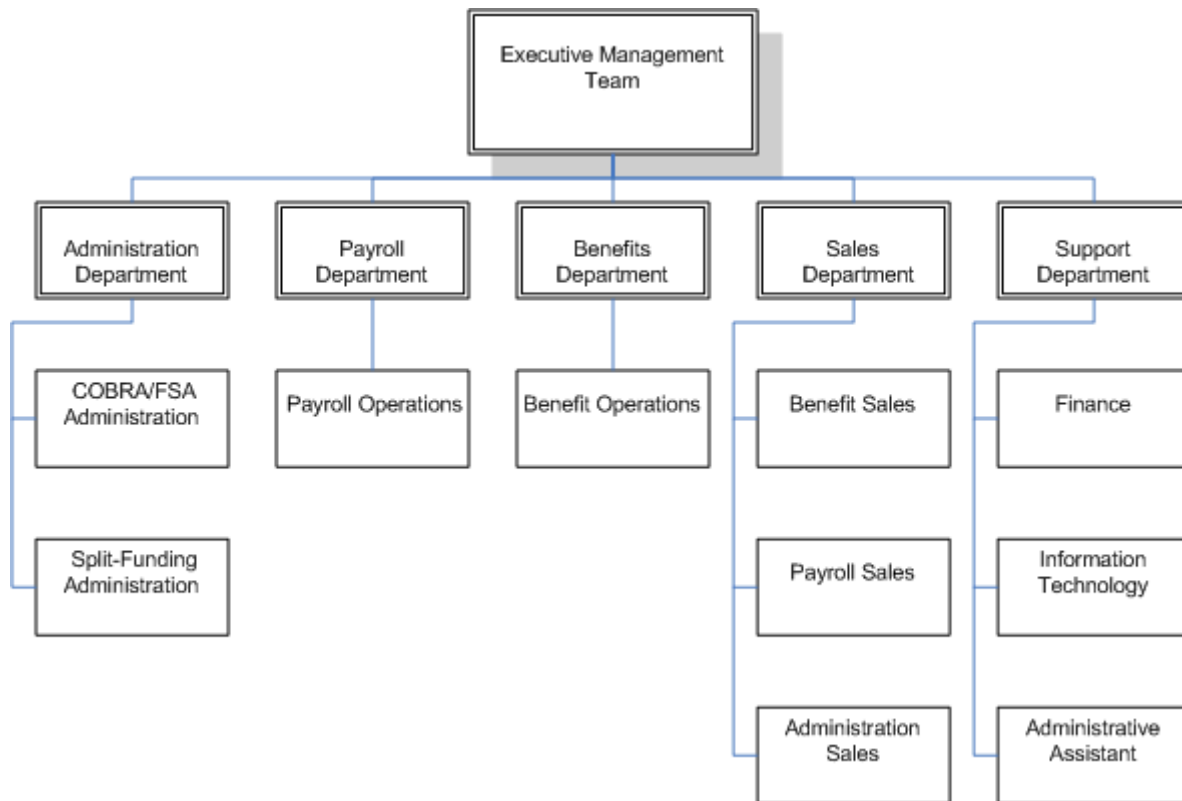 Executive Management
Team
Administration
Department
Payroll
Department
Benefits
Department
Sales
Department
Support
Department
COBRA/FSA
Administration
Payroll Operations
Benefit Operations
Benefit Sales
Finance
Split-Funding
Administration
Payroll Sales
Information
Technology
Administration
Sales
Administrative
Assistant